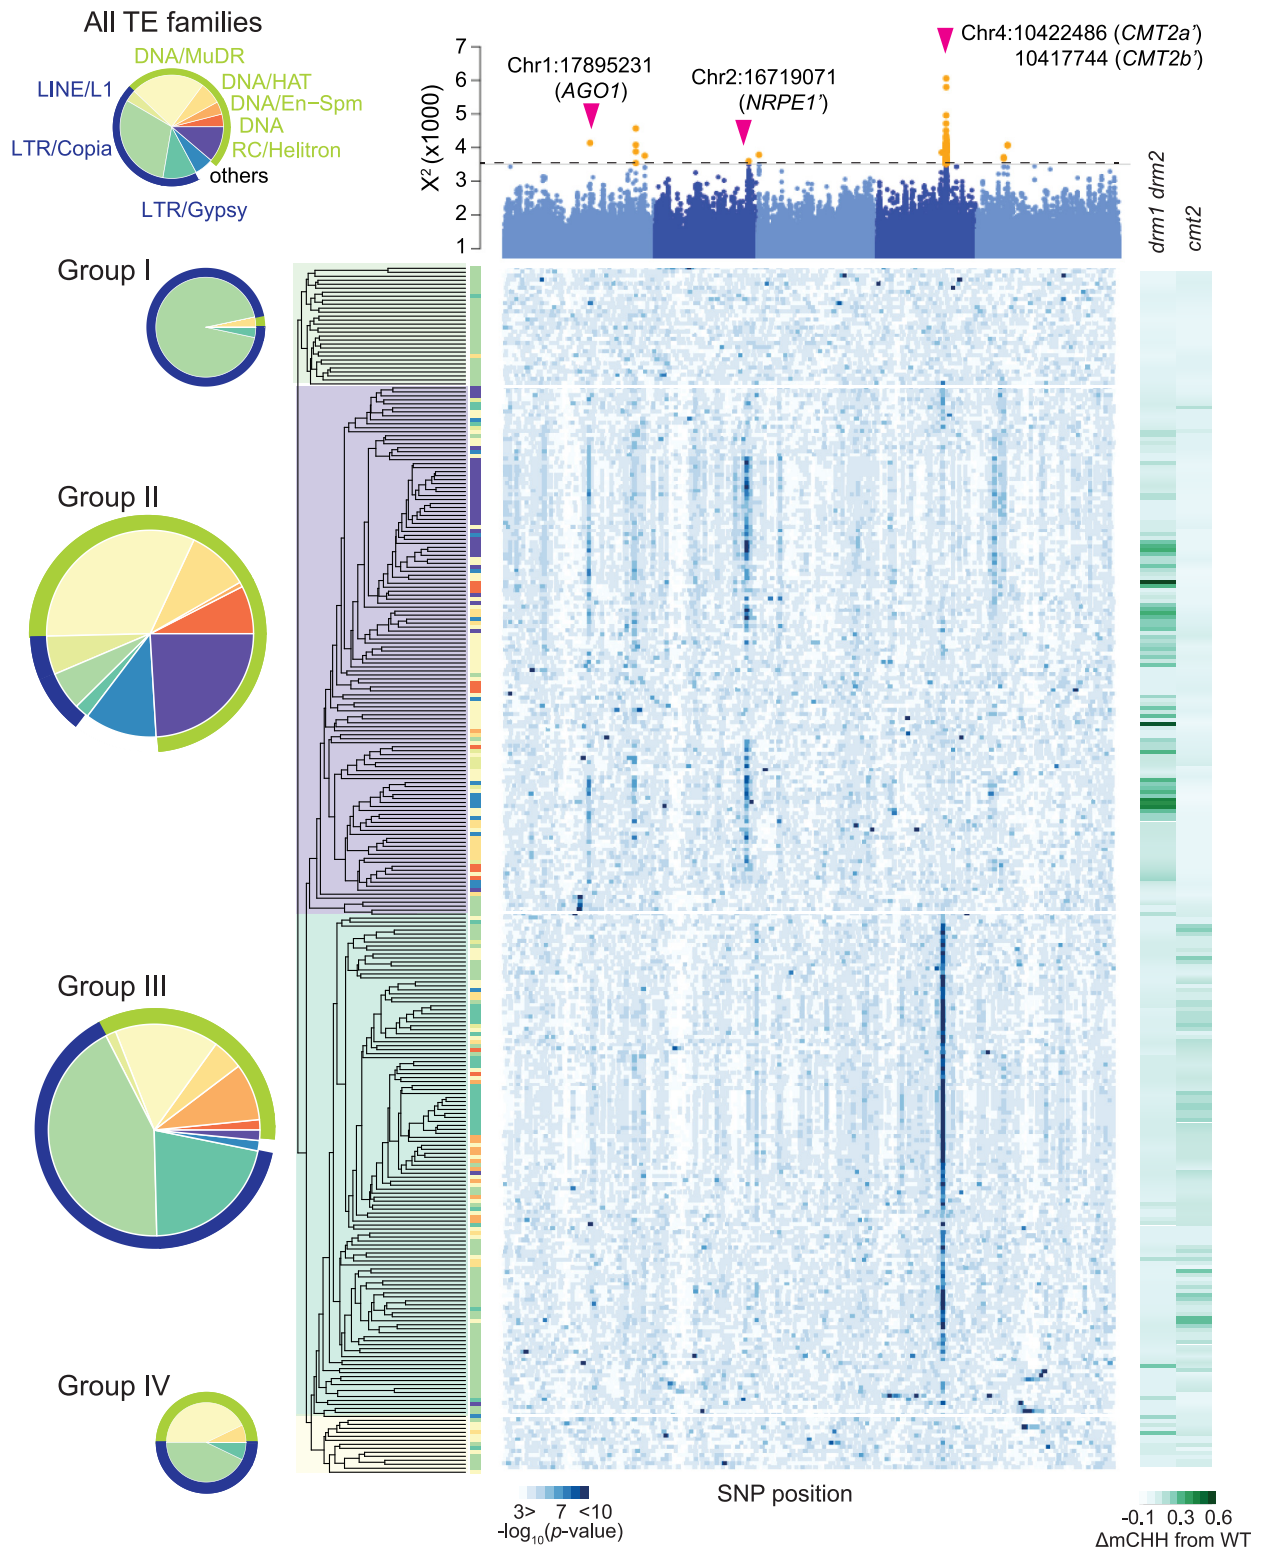 All TE families
DNA/MuDR
LINE/L1
DNA/HAT
DNA/En−Spm
DNA
LTR/Copia
RC/Helitron
others
LTR/Gypsy
Chr4:10422486 (CMT2a’)
10417744 (CMT2b’)
Chr1:17895231
(AGO1)
Chr2:16719071
(NRPE1’)
X² (x1000)
7
6
5
4
3
2
1
drm1 drm2
cmt2
Group I
Group II
Group III
Group IV
3> 7 <10
-log₁₀(p-value)
SNP position
-0.1 0.3 0.6
ΔmCHH from WT